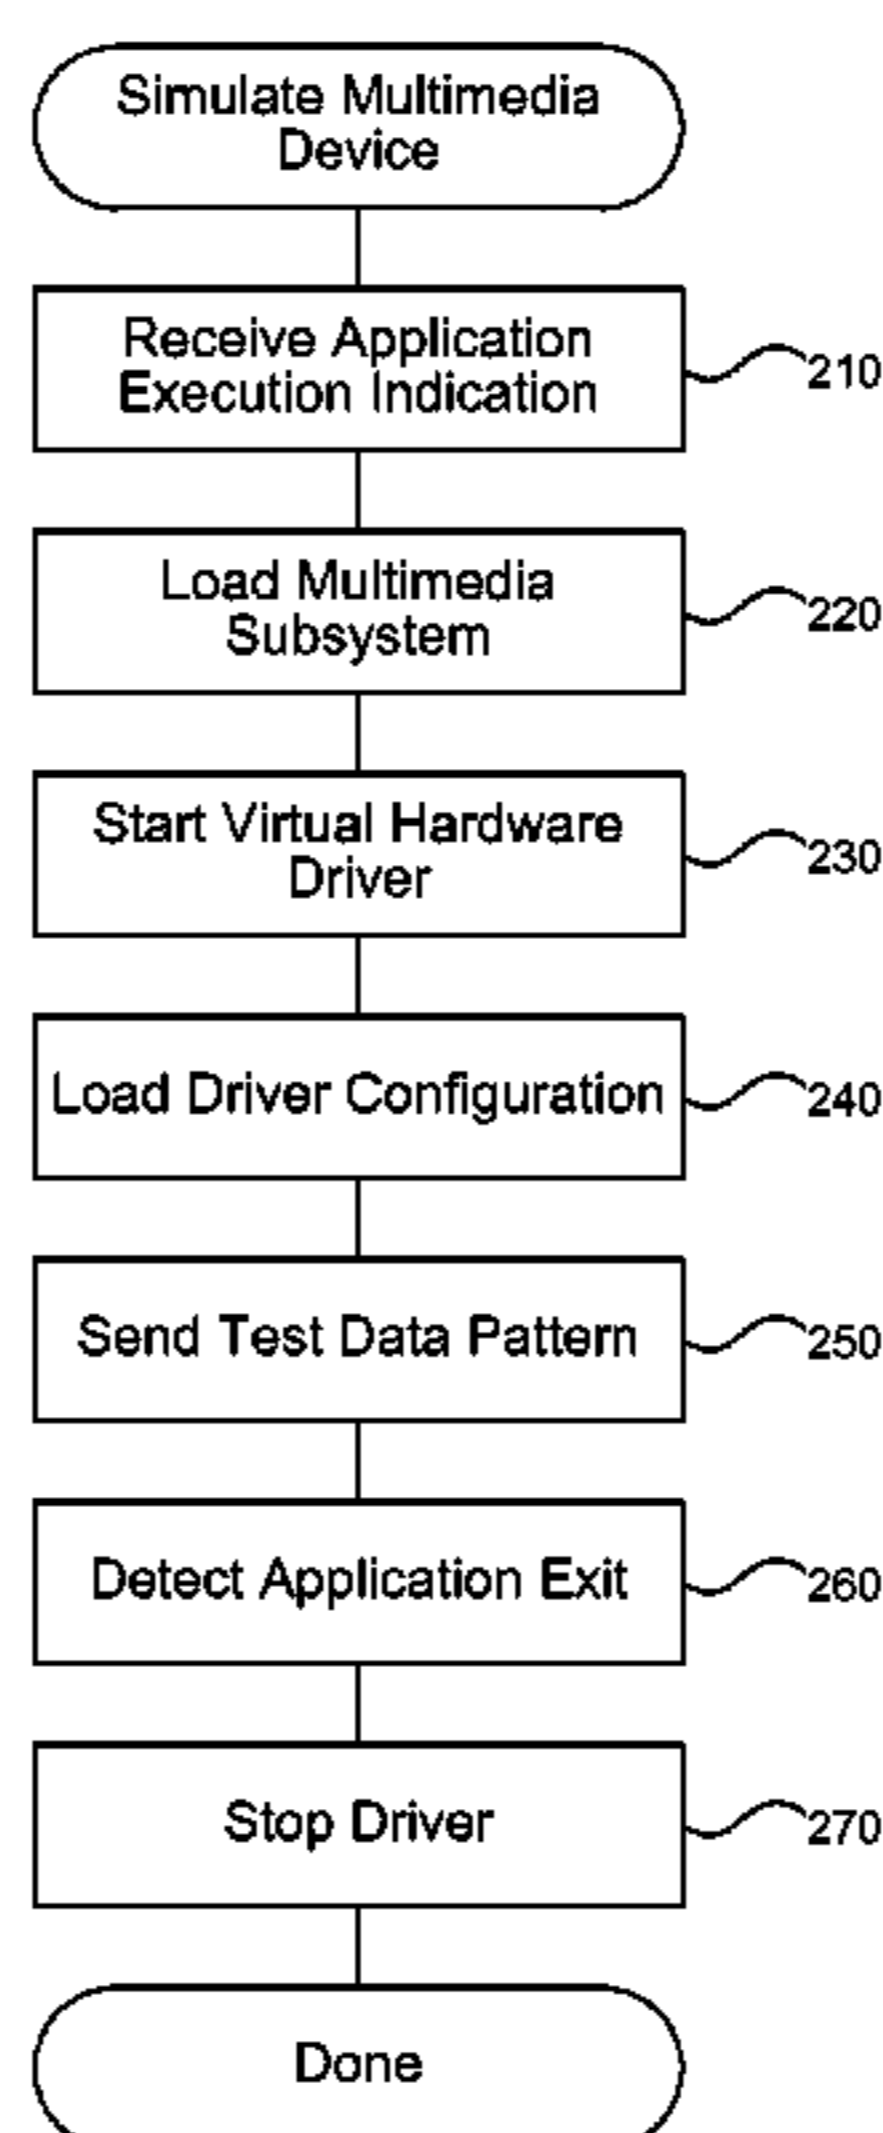 Simulate Multimedia
Device
Receive Application
Execution Indication
210
Load Multimedia
Subsystem
220
Start Virtual Hardware
Driver
230
Load Driver Configuration
240
Send Test Data Pattern
250
Detect Application Exit
260
Stop Driver
270
Done